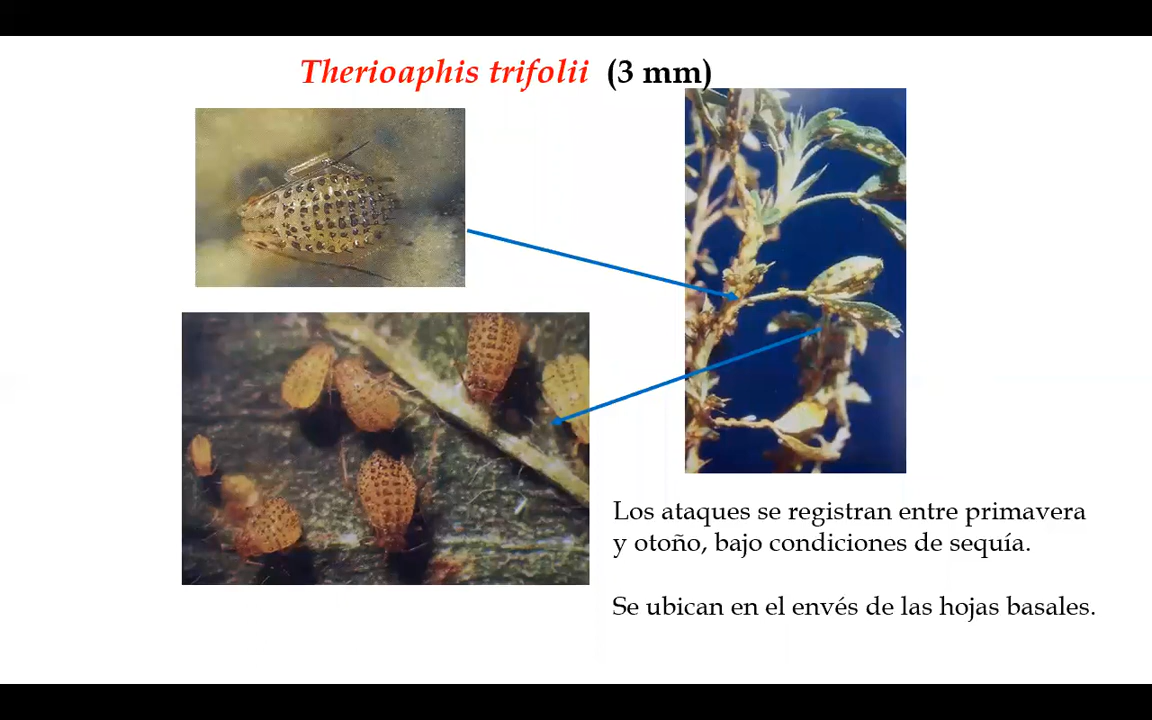 Therioaphis trifolii (3 mm)
Los ataques se registran entre primavera
y otoño, bajo condiciones de sequía.
Se ubican en el envés de las hojas basales.